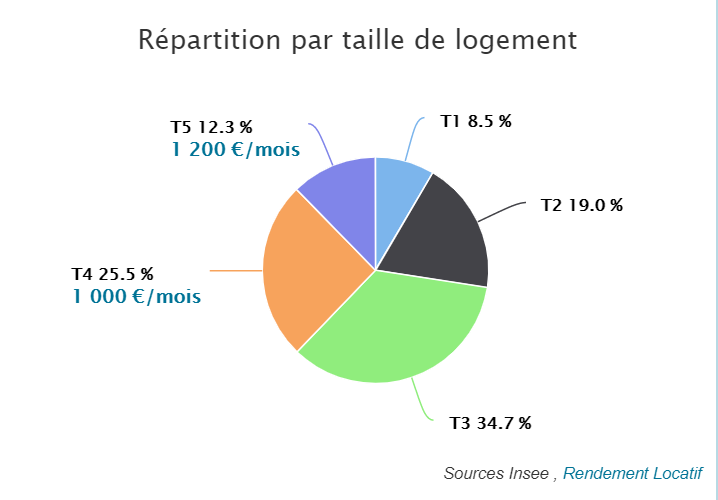 Répartition par taille de logement
T1 8.5 %
T5 12.3 %
1 200 €/mois
T2 19.0 %
T4 25.5 %
1 000 €/mois
T3 34.7 %
Sources Insee , Rendement Locatif